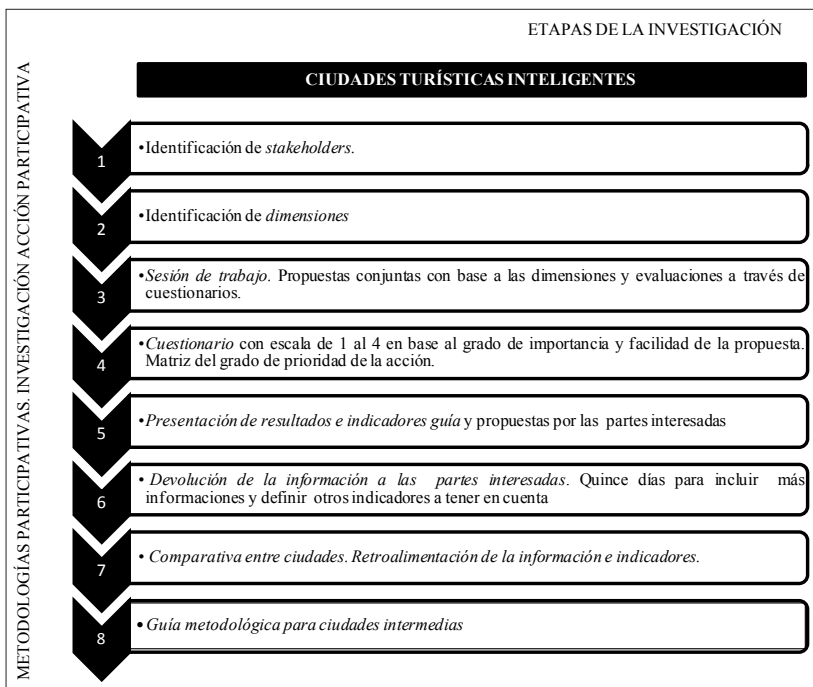 ETAPAS DE LA INVESTIGACIÓN
METODOLOGÍAS PARTICIPATIVAS. INVESTIGACIÓN ACCIÓN PARTICIPATIVA
CIUDADES TURÍSTICAS INTELIGENTES
1
•Identificación de stakeholders.
2
•Identificación de dimensiones
3
•Sesión de trabajo. Propuestas conjuntas con base a las dimensiones y evaluaciones a través de
cuestionarios.
4
•Cuestionario con escala de 1 al 4 en base al grado de importancia y facilidad de la propuesta.
Matriz del grado de prioridad de la acción.
5
•Presentación de resultados e indicadores guía y propuestas por las partes interesadas
6
• Devolución de la información a las partes interesadas. Quince días para incluir más
informaciones y definir otros indicadores a tener en cuenta
7
• Comparativa entre ciudades. Retroalimentación de la información e indicadores.
8
• Guía metodológica para ciudades intermedias